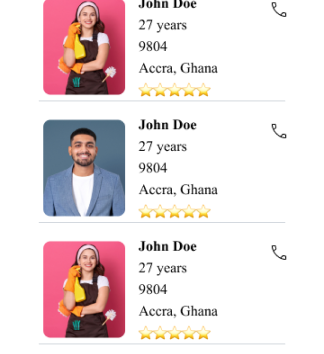 John Doe
27 years
9804
Accra, Ghana
John Doe
27 years
9804
Accra, Ghana
John Doe
27 years
9804
Accra, Ghana